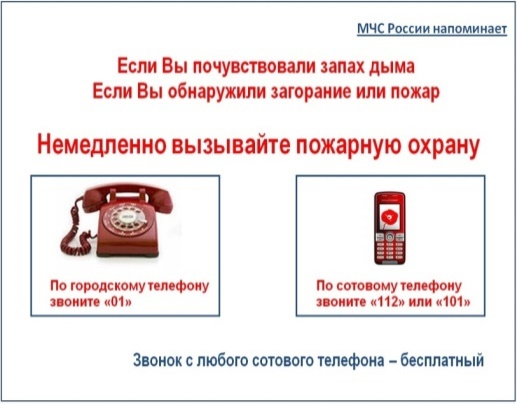 МЧС России напоминает
Если Вы почувствовали запах дыма
Если Вы обнаружили загорание или пожар
Немедленно вызывайте пожарную охрану
По городскому телефону
звоните «01»
По сотовому телефону
звоните «112» или «101»
Звонок с любого сотового телефона – бесплатный